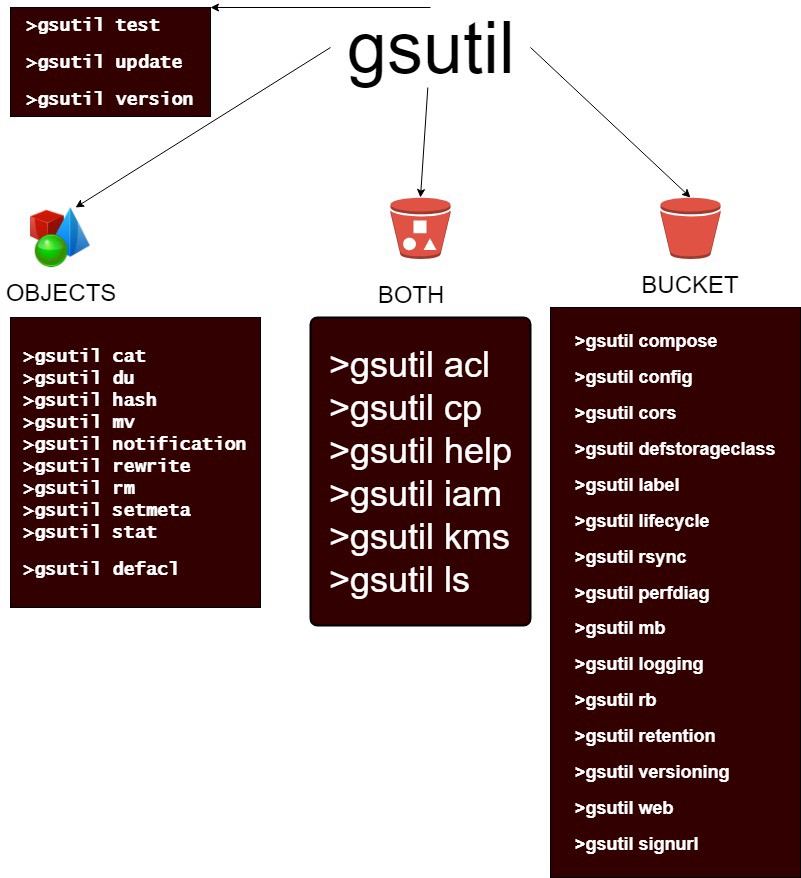 >gsutil test
>gsutil update
>gsutil version
gsutil
OBJECTS
>gsutil cat
>gsutil du
>gsutil hash
>gsutil mv
>gsutil notification
>gsutil rewrite
>gsutil rm
>gsutil setmeta
>gsutil stat
>gsutil defacl
BOTH
>gsutil acl
>gsutil cp
>gsutil help
>gsutil iam
>gsutil kms
>gsutil ls
BUCKET
>gsutil compose
>gsutil config
>gsutil cors
>gsutil defstorageclass
>gsutil label
>gsutil lifecycle
>gsutil rsync
>gsutil perfdiag
>gsutil mb
>gsutil logging
>gsutil rb
>gsutil retention
>gsutil versioning
>gsutil web
>gsutil signurl